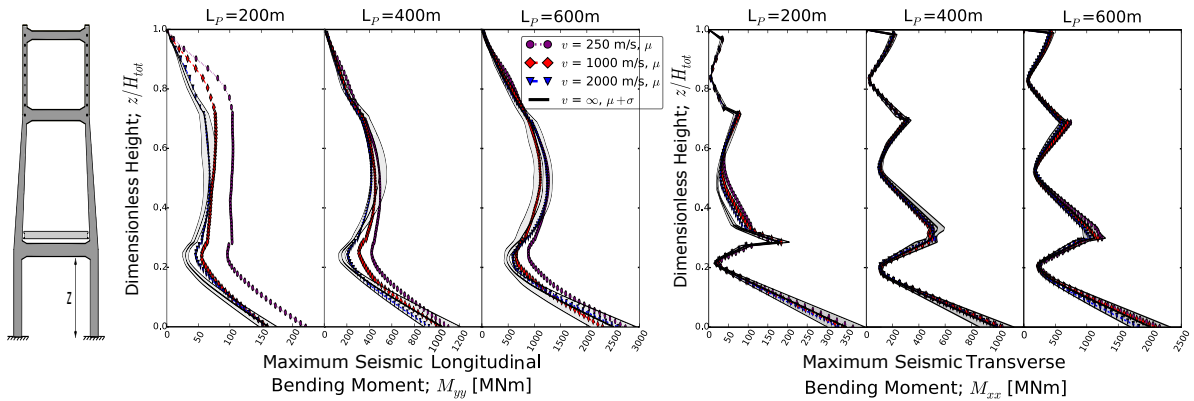 L_P=200m L_P=400m L_P=600m
L_P=200m L_P=400m L_P=600m
Z
Dimensionless Height; z/H_tot
1.0
0.8
0.6
0.4
0.2
0.0
v = 250 m/s, μ
v = 1000 m/s, μ
v = 2000 m/s, μ
v = ∞, μ+σ
0 50 100 150 200
0 200 400 600 800 1000 1200
0 500 1000 1500 2000 2500 3000
Maximum Seismic Longitudinal
Bending Moment; M_yy [MNm]
Dimensionless Height; z/H_tot
1.0
0.8
0.6
0.4
0.2
0.0
0 50 100 150 200 250 300 350
0 200 400 600 800 1000
0 500 1000 1500 2000 2500
Maximum Seismic Transverse
Bending Moment; M_xx [MNm]